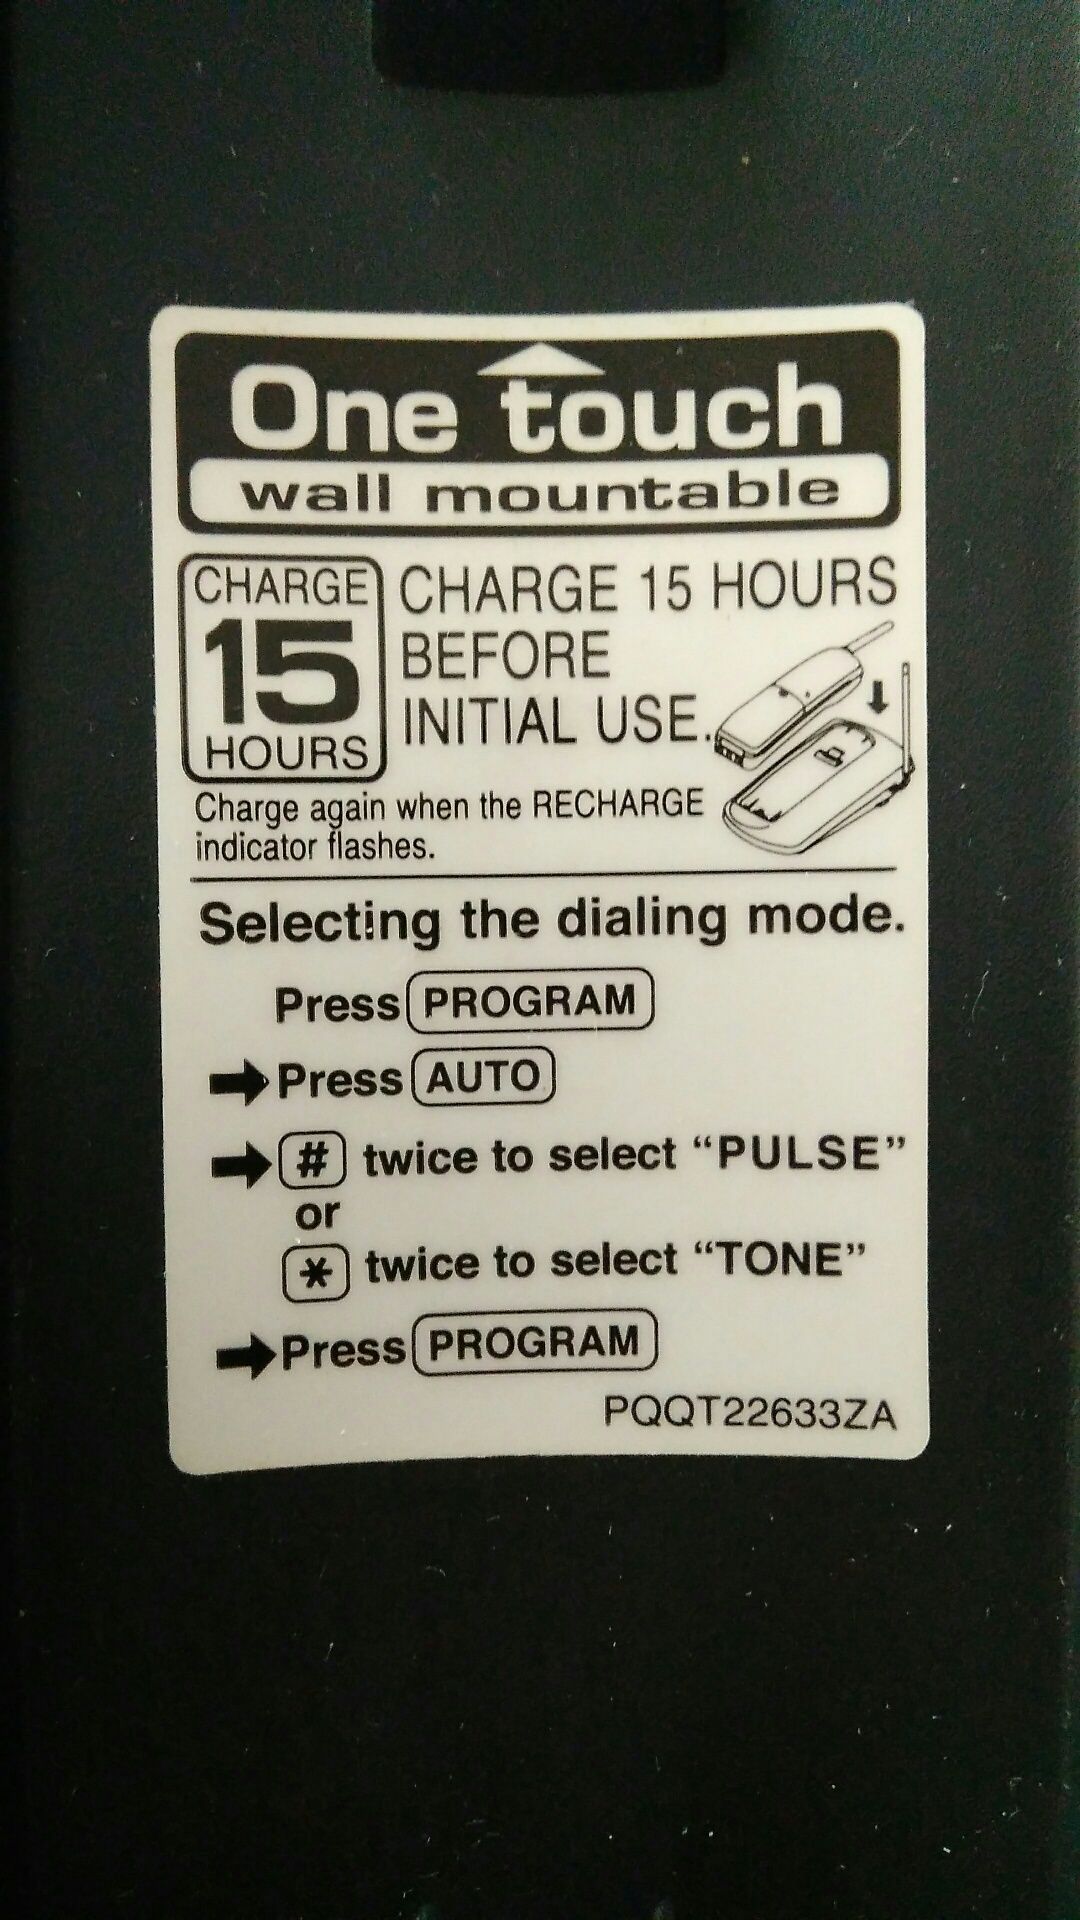 One touch
wall mountable
CHARGE
15
HOURS
CHARGE 15 HOURS
BEFORE
INITIAL USE.
Charge again when the RECHARGE
indicator flashes.
Selecting the dialing mode.
Press PROGRAM
➡Press AUTO
➡# twice to select “PULSE”
or
* twice to select “TONE”
➡Press PROGRAM
PQQT22633ZA